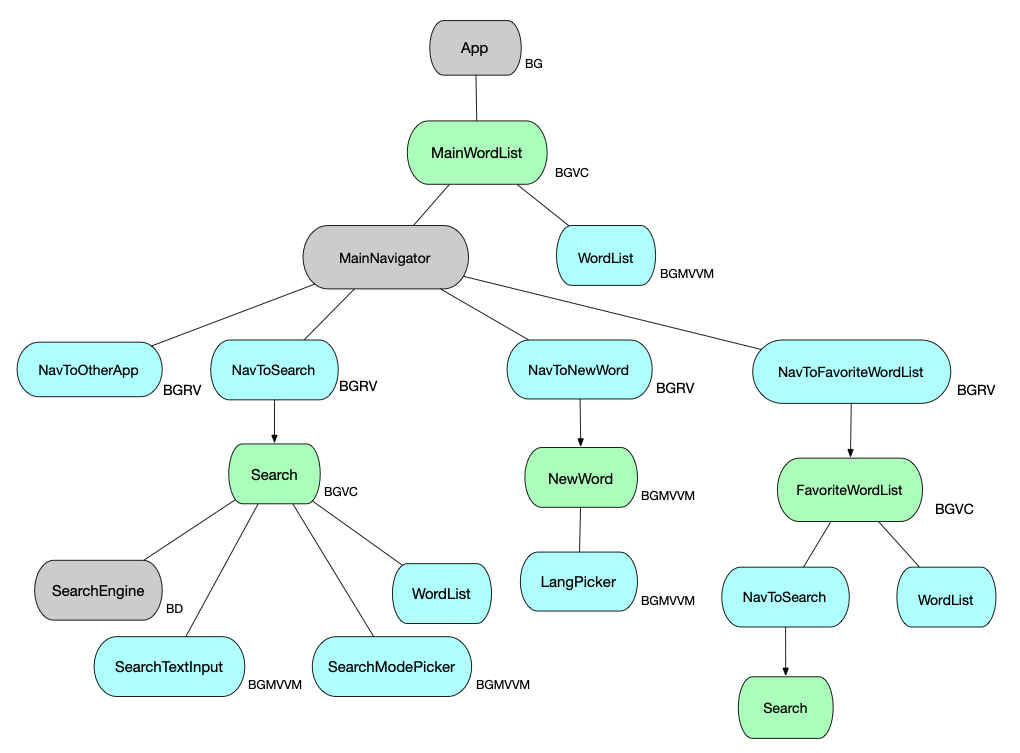 App
BG
MainWordList
BGVC
MainNavigator
WordList
BGMVVM
NavToOtherApp
BGRV
NavToSearch
BGRV
NavToNewWord
BGRV
NavToFavoriteWordList
BGRV
Search
BGVC
NewWord
BGMVVM
FavoriteWordList
BGVC
SearchEngine
BD
WordList
LangPicker
BGMVVM
NavToSearch
WordList
SearchTextInput
BGMVVM
SearchModePicker
BGMVVM
Search